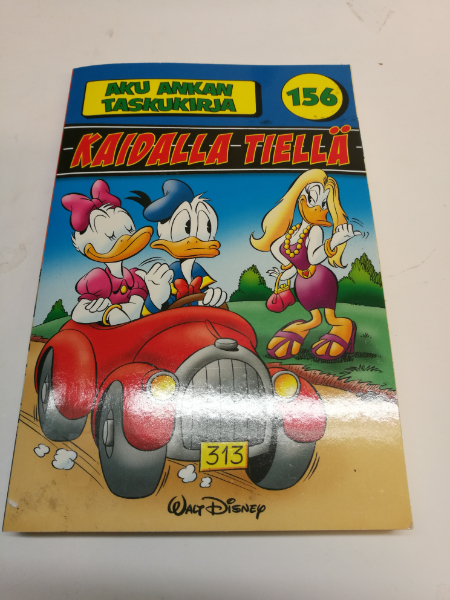 AKU ANKAN
TASKUKIRJA
156
KAIDALLA TIELLÄ
313
WALT DISNEY